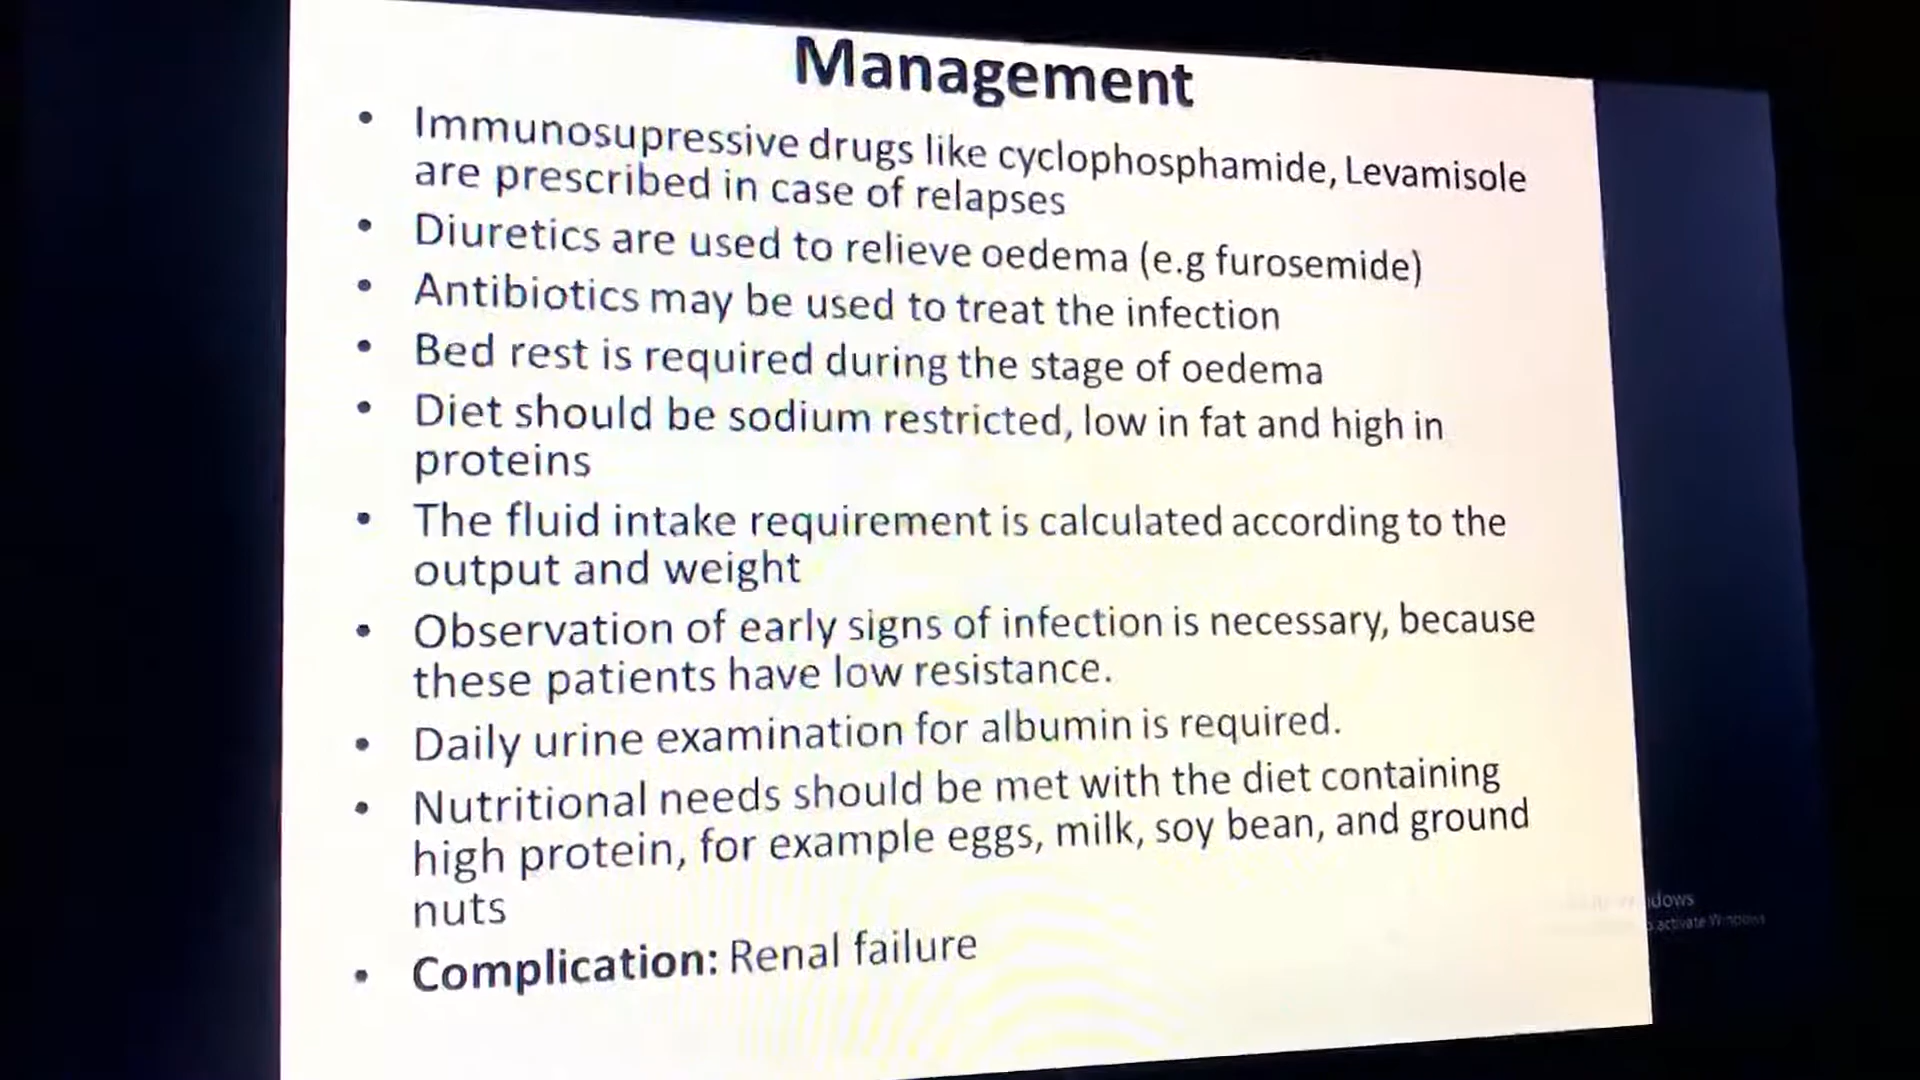 Management
• Immunosupressive drugs like cyclophosphamide, Levamisole
are prescribed in case of relapses
• Diuretics are used to relieve oedema (e.g furosemide)
• Antibiotics may be used to treat the infection
• Bed rest is required during the stage of oedema
• Diet should be sodium restricted, low in fat and high in
proteins
• The fluid intake requirement is calculated according to the
output and weight
• Observation of early signs of infection is necessary, because
these patients have low resistance.
• Daily urine examination for albumin is required.
• Nutritional needs should be met with the diet containing
high protein, for example eggs, milk, soy bean, and ground
nuts
• Complication: Renal failure
activate Windows